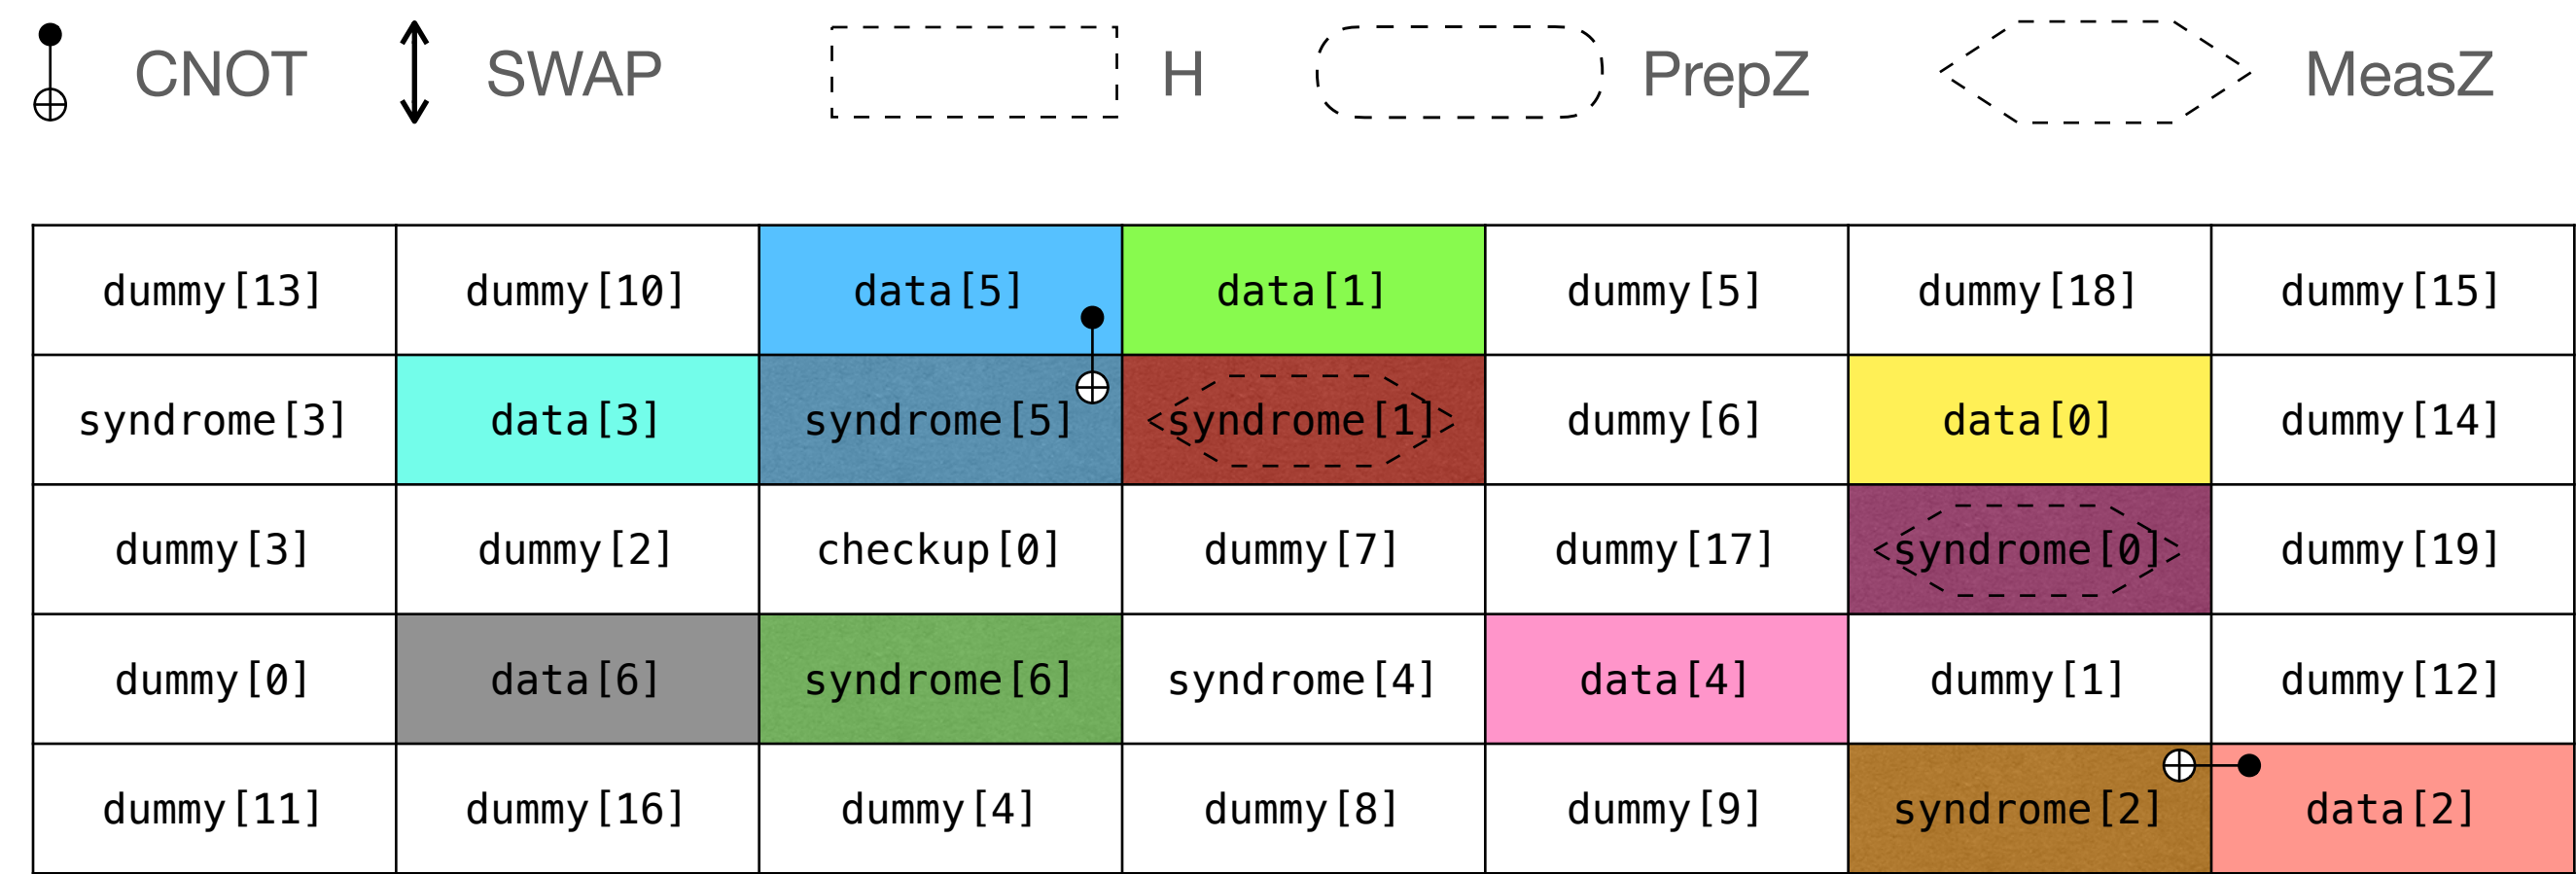 CNOT SWAP H PrepZ MeasZ
dummy[13] dummy[10] data[5] data[1] dummy[5] dummy[18] dummy[15]
syndrome[3] data[3] syndrome[5] syndrome[1] dummy[6] data[0] dummy[14]
dummy[3] dummy[2] checkup[0] dummy[7] dummy[17] syndrome[0] dummy[19]
dummy[0] data[6] syndrome[6] syndrome[4] data[4] dummy[1] dummy[12]
dummy[11] dummy[16] dummy[4] dummy[8] dummy[9] syndrome[2] data[2]